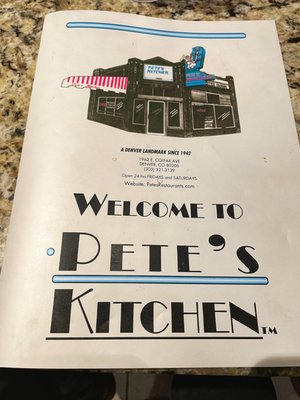 PETE'S
KITCHEN
A DENVER LANDMARK SINCE 1942
1962 E. COLFAX AVE
DENVER, CO 80206
(303) 321-3139
Open 24 hrs FRIDAYS and SATURDAYS
Website: PetesRestaurants.com
WELCOME TO
PETE'S
KITCHEN TM